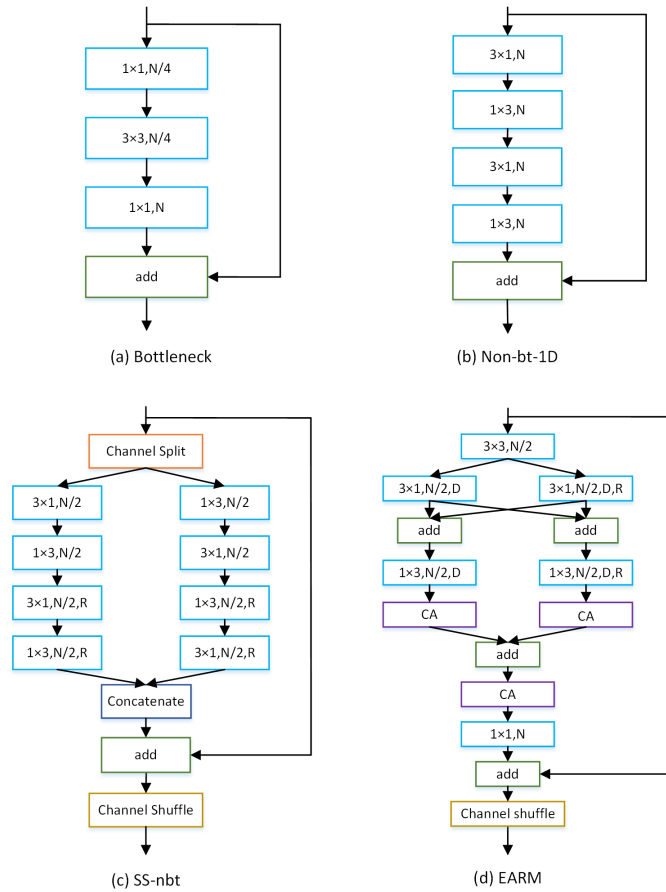 1×1,N/4
3×3,N/4
1×1,N
add
(a) Bottleneck
3×1,N
1×3,N
3×1,N
1×3,N
add
(b) Non-bt-1D
Channel Split
3×1,N/2
1×3,N/2
1×3,N/2
3×1,N/2
3×1,N/2,R
1×3,N/2,R
1×3,N/2,R
3×1,N/2,R
Concatenate
add
Channel Shuffle
(c) SS-nbt
3×3,N/2
3×1,N/2,D
3×1,N/2,D,R
add
add
1×3,N/2,D
1×3,N/2,D,R
CA
CA
add
CA
1×1,N
add
Channel shuffle
(d) EARM